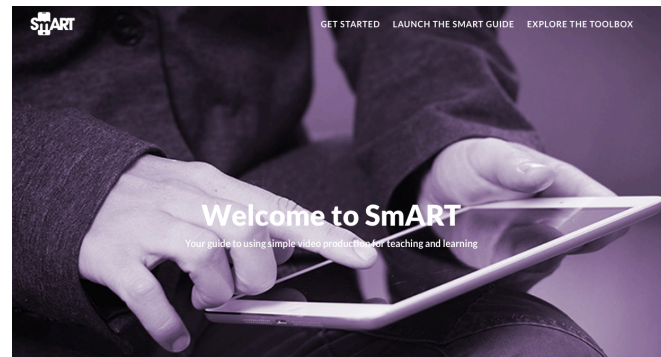 SmART
GET STARTED LAUNCH THE SMART GUIDE EXPLORE THE TOOLBOX
Welcome to SmART
Your guide to using simple video production for teaching and learning